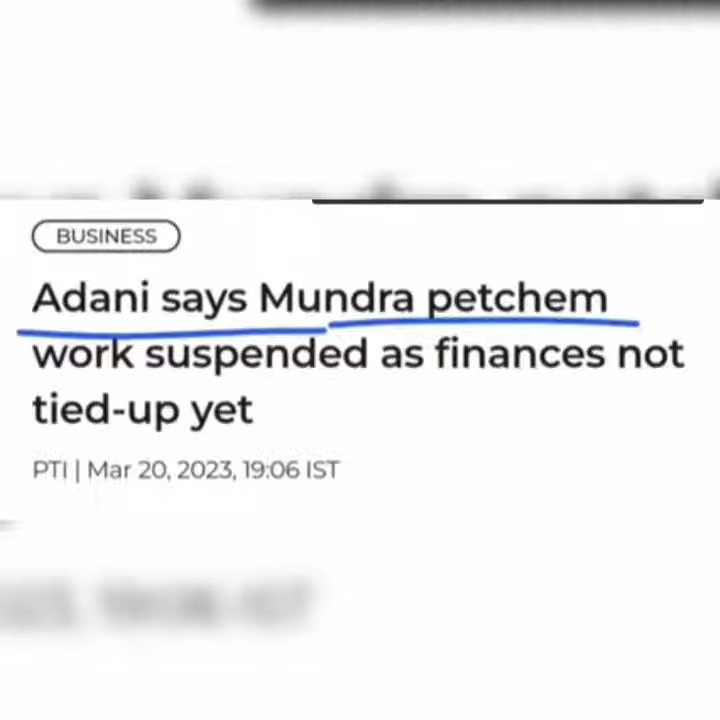 BUSINESS
Adani says Mundra petchem
work suspended as finances not
tied-up yet
PTI | Mar 20, 2023, 19:06 IST